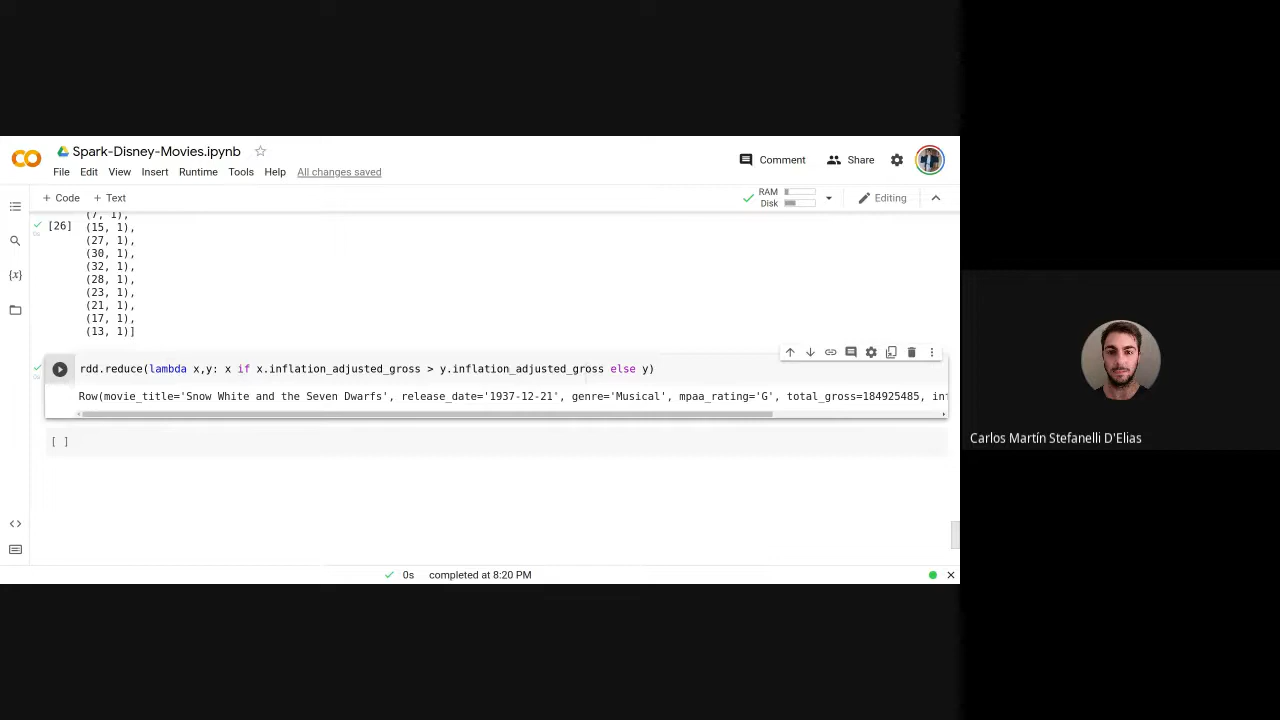 Spark-Disney-Movies.ipynb
Comment
Share
File Edit View Insert Runtime Tools Help All changes saved
+ Code + Text
RAM
Disk
Editing
(7, 1),
[26]
(15, 1),
(27, 1),
(30, 1),
(32, 1),
(28, 1),
(23, 1),
(21, 1),
(17, 1),
(13, 1)]
rdd.reduce(lambda x,y: x if x.inflation_adjusted_gross > y.inflation_adjusted_gross else y)
Row(movie_title='Snow White and the Seven Dwarfs', release_date='1937-12-21', genre='Musical', mpaa_rating='G', total_gross=184925485,
[ ]
0s completed at 8:20 PM
Carlos Martín Stefanelli D'Elias